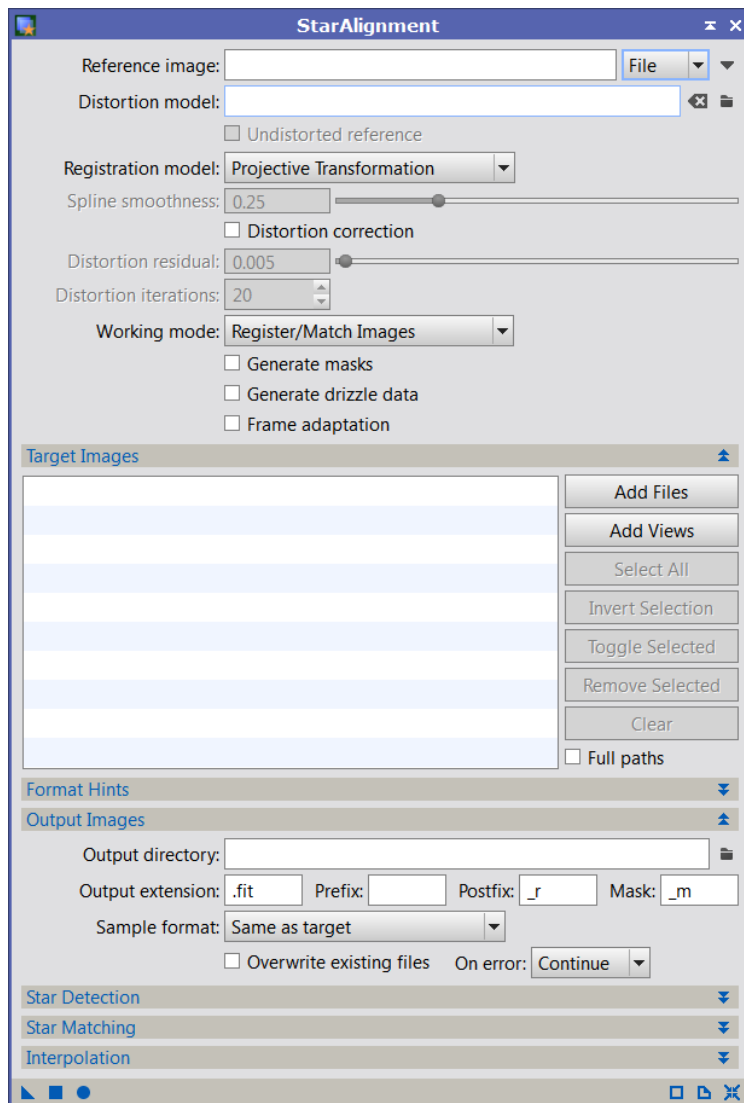 StarAlignment
Reference image: File
Distortion model:
Undistorted reference
Registration model: Projective Transformation
Spline smoothness: 0.25
Distortion correction
Distortion residual: 0.005
Distortion iterations: 20
Working mode: Register/Match Images
Generate masks
Generate drizzle data
Frame adaptation
Target Images
Add Files
Add Views
Select All
Invert Selection
Toggle Selected
Remove Selected
Clear
Full paths
Format Hints
Output Images
Output directory:
Output extension: .fit Prefix: Postfix: _r Mask: _m
Sample format: Same as target
Overwrite existing files On error: Continue
Star Detection
Star Matching
Interpolation